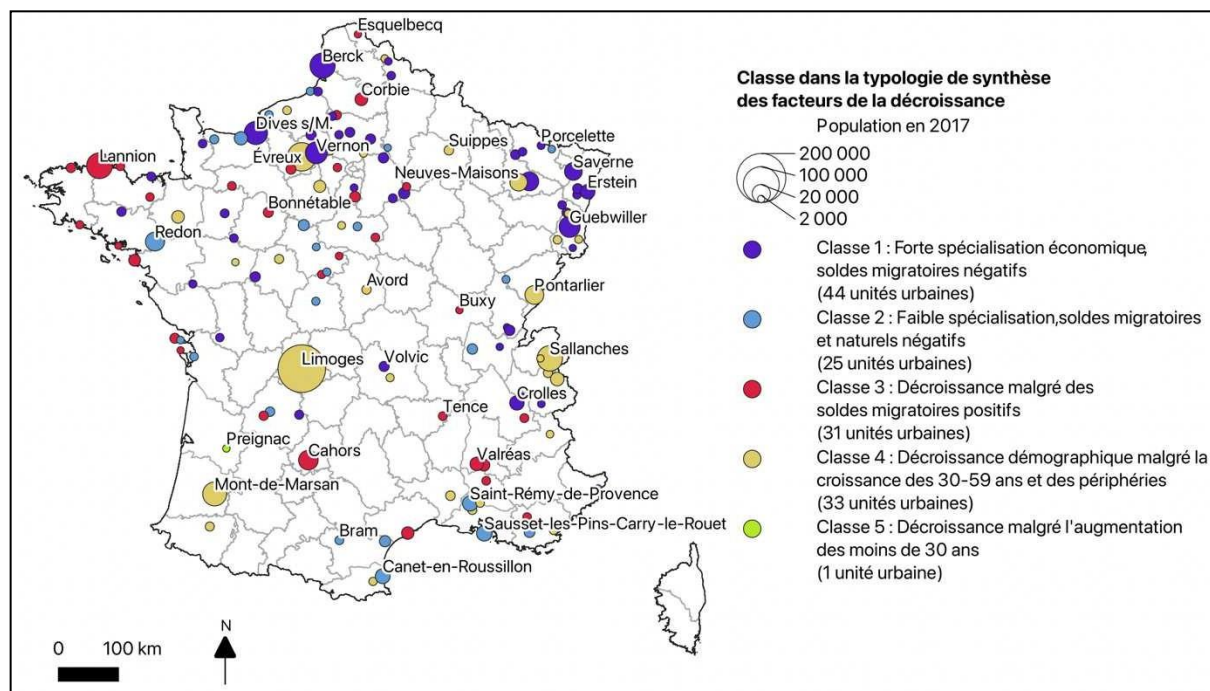 Esquelbecq
Berck
Corbie
Dives s/M.
Vernon
Évreux
Suippes
Porcelette
Saverne
Neuves-Maisons
Erstein
Lannion
Bonnétable
Guebwiller
Redon
Avord
Pontarlier
Buxy
Limoges
Volvic
Sallanches
Crolles
Tence
Preignac
Cahors
Valréas
Mont-de-Marsan
Saint-Rémy-de-Provence
Bram
Sausset-les-Pins-Carry-le-Rouet
Canet-en-Roussillon
0 100 km
N
Classe dans la typologie de synthèse
des facteurs de la décroissance
Population en 2017
200 000
100 000
20 000
2 000
Classe 1 : Forte spécialisation économique,
soldes migratoires négatifs
(44 unités urbaines)
Classe 2 : Faible spécialisation,soldes migratoires
et naturels négatifs
(25 unités urbaines)
Classe 3 : Décroissance malgré des
soldes migratoires positifs
(31 unités urbaines)
Classe 4 : Décroissance démographique malgré la
croissance des 30-59 ans et des périphéries
(33 unités urbaines)
Classe 5 : Décroissance malgré l'augmentation
des moins de 30 ans
(1 unité urbaine)